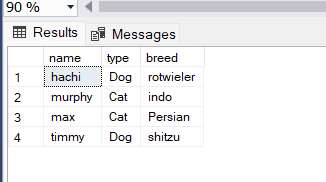 90 %
Results Messages
name type breed
1 hachi Dog rotwieler
2 murphy Cat indo
3 max Cat Persian
4 timmy Dog shitzu